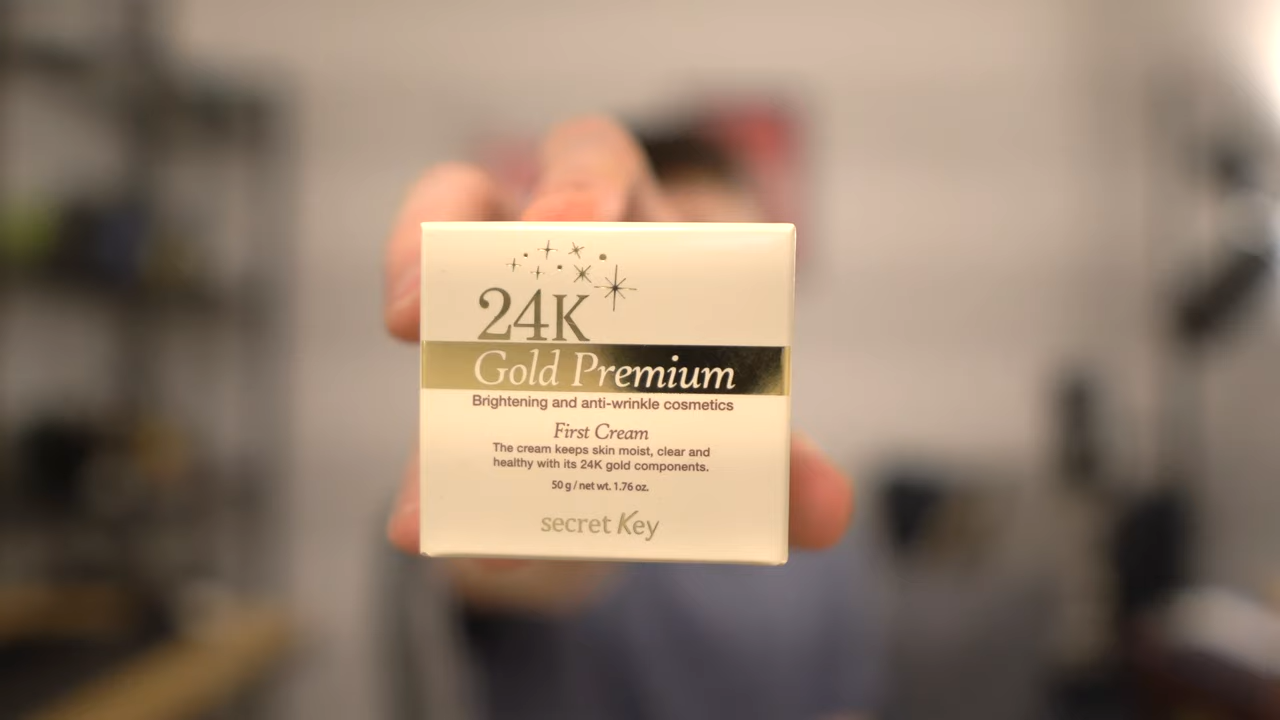 24K
Gold Premium
Brightening and anti-wrinkle cosmetics
First Cream
The cream keeps skin moist, clear and
healthy with its 24K gold components.
50 g / net wt. 1.76 oz.
secret Key